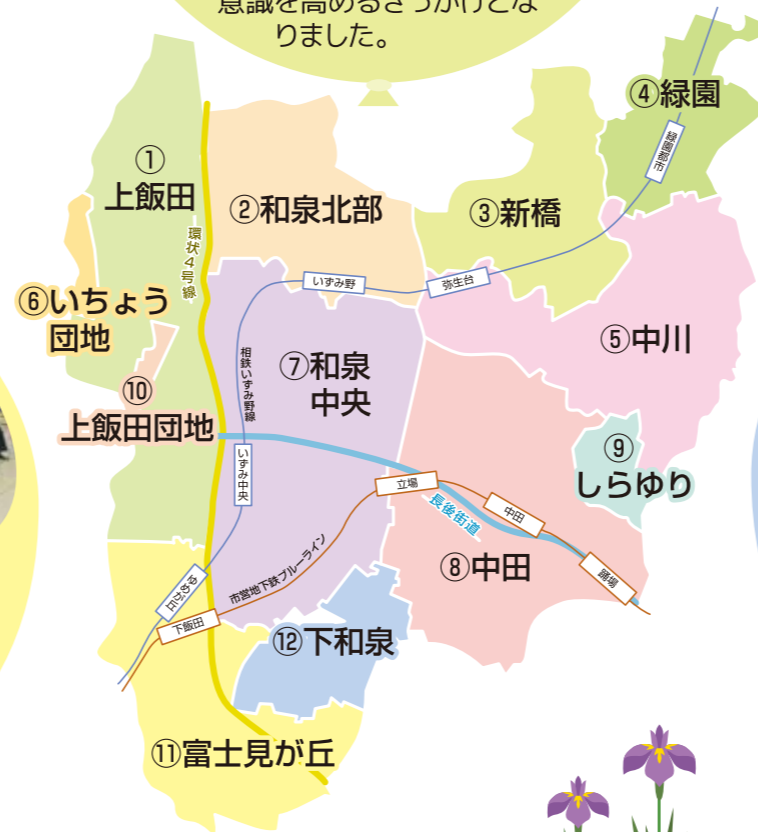 意識を高めるきっかけとな
りました。
④緑園
緑園都市
①
上飯田
②和泉北部
③新橋
環状4号線
いずみ野
弥生台
⑥いちょう
団地
⑤中川
相鉄いずみ野線
⑦和泉
中央
⑩
上飯田団地
いずみ中央
⑨
しらゆり
立場
長後街道
中田
⑧中田
踊場
ゆめが丘
市営地下鉄ブルーライン
下飯田
⑫下和泉
⑪富士見が丘